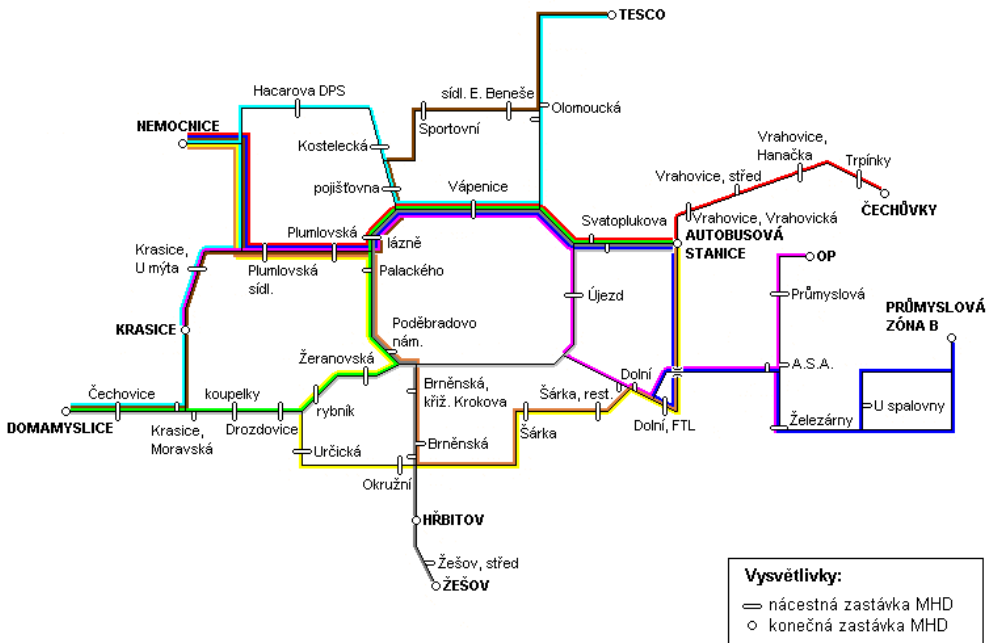 TESCO
Hacarova DPS
sídl. E. Beneše
Olomoucká
NEMOCNICE
Sportovní
Kostelecká
Vrahovice,
Hanačka
Trpínky
Vrahovice, střed
pojišťovna
Vápenice
ČECHŮVKY
Svatoplukova
Vrahovice, Vrahovická
Plumlovská
lázně
AUTOBUSOVÁ
STANICE
Krasice,
U mýta
Plumlovská
sídl.
Palackého
OP
Újezd
Průmyslová
PRŮMYSLOVÁ
ZÓNA B
KRASICE
Poděbradovo
nám.
Žeranovská
A.S.A.
Čechovice
koupelky
rybník
Brněnská,
křiž. Krokova
Šárka, rest.
Dolní
DOMAMYSLICE
Krasice,
Moravská
Drozdovice
Šárka
Dolní, FTL
Železárny
U spalovny
Určická
Brněnská
Okružní
HŘBITOV
Žešov, střed
ŽEŠOV
Vysvětlivky:
nácestná zastávka MHD
konečná zastávka MHD